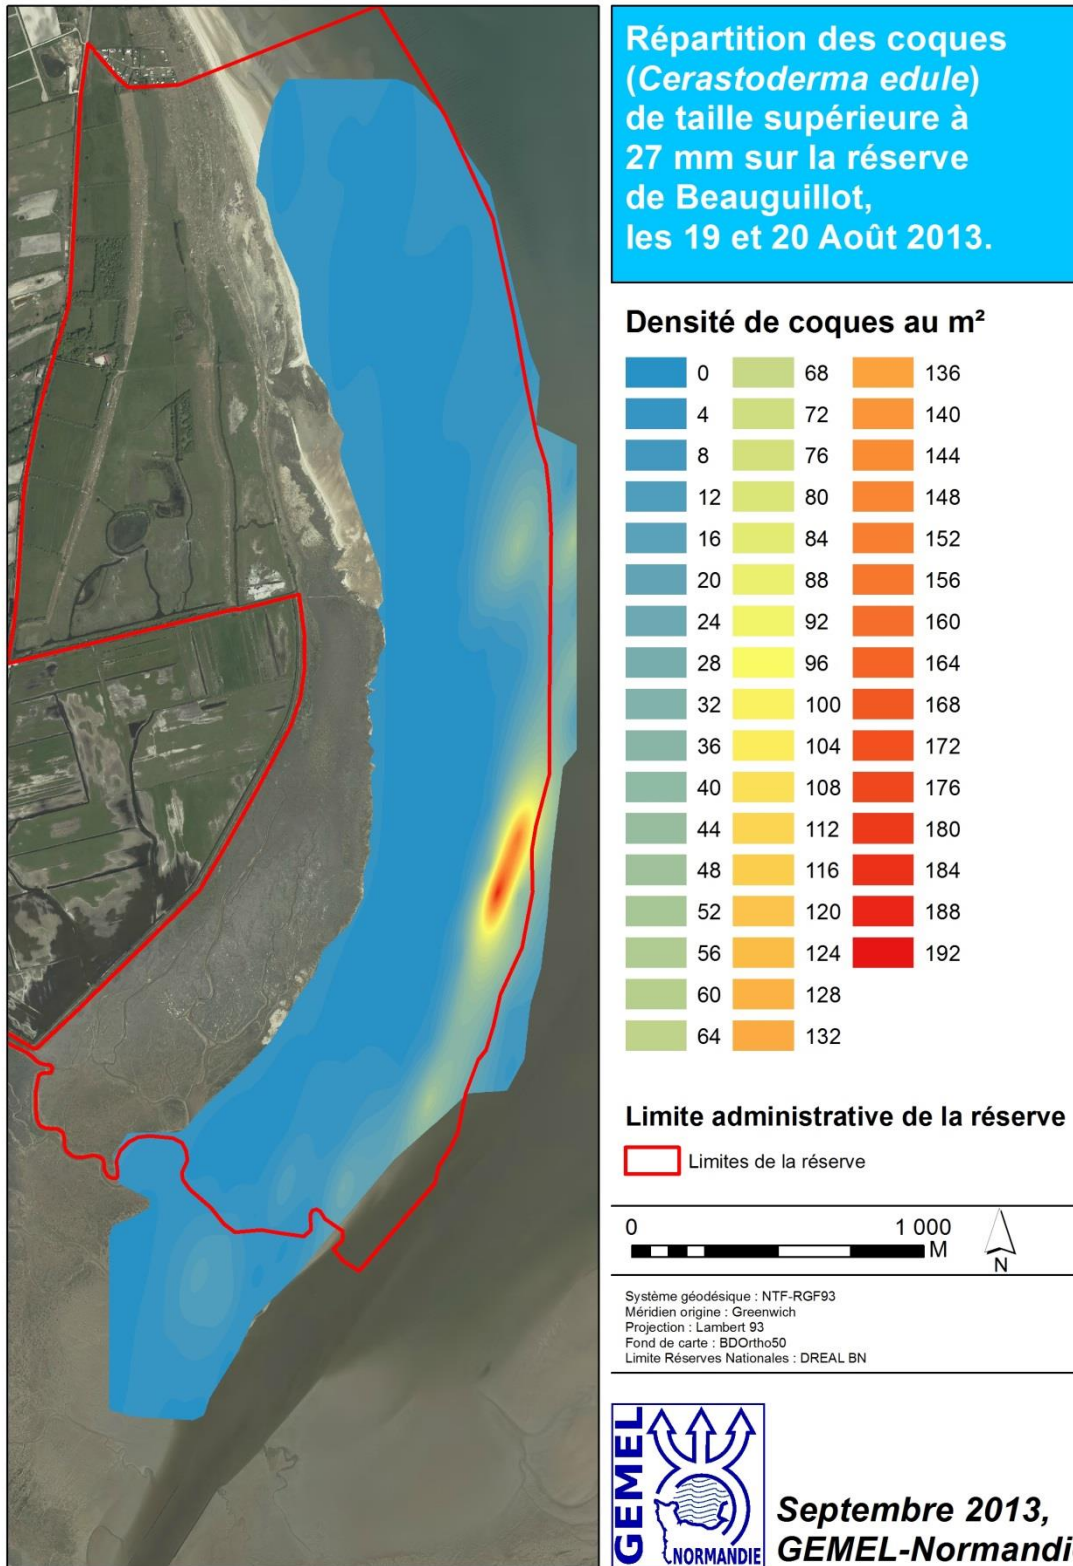 Répartition des coques
(Cerastoderma edule)
de taille supérieure à
27 mm sur la réserve
de Beauguillot,
les 19 et 20 Août 2013.
Densité de coques au m²
0 68 136
4 72 140
8 76 144
12 80 148
16 84 152
20 88 156
24 92 160
28 96 164
32 100 168
36 104 172
40 108 176
44 112 180
48 116 184
52 120 188
56 124 192
60 128
64 132
Limite administrative de la réserve
Limites de la réserve
0 1 000
M
N
Système géodésique : NTF-RGF93
Méridien origine : Greenwich
Projection : Lambert 93
Fond de carte : BDOrtho50
Limite Réserves Nationales : DREAL BN
GEMEL
NORMANDIE
Septembre 2013,
GEMEL-Normandi